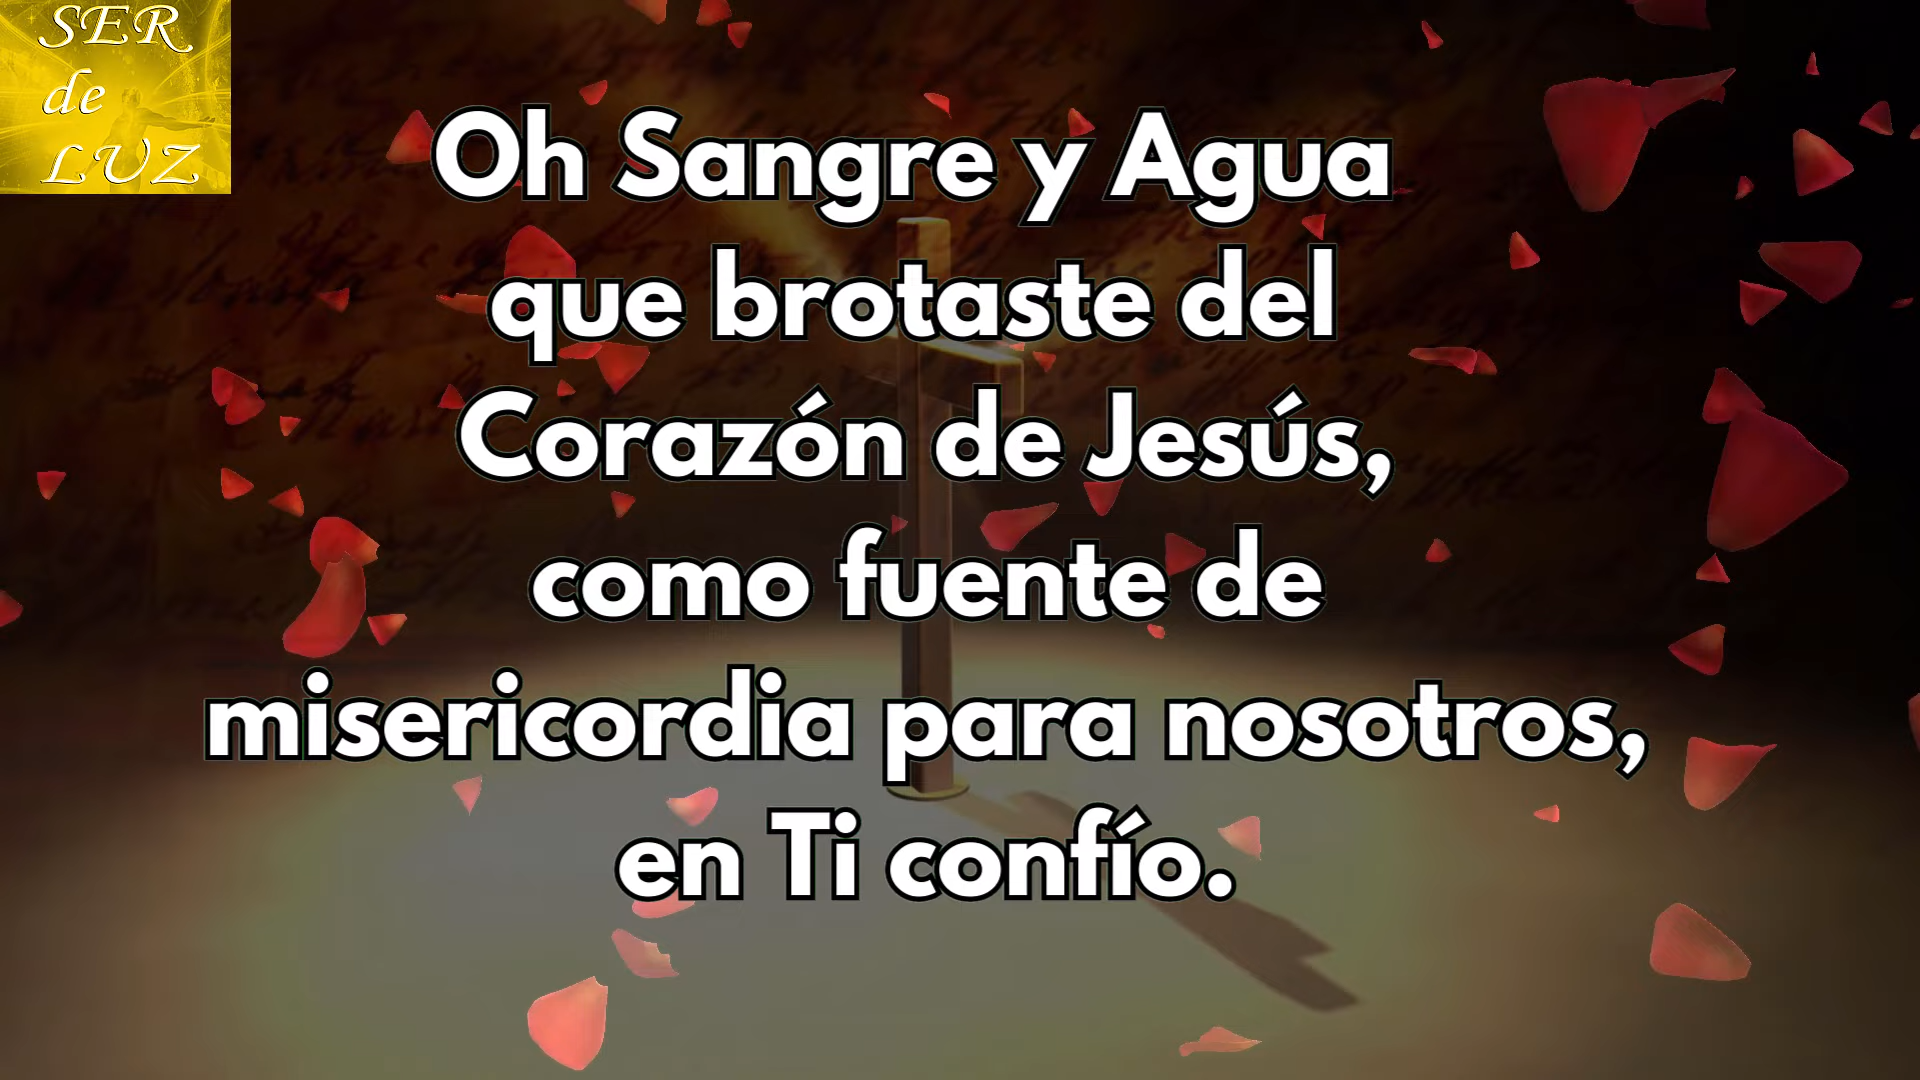 SER
de
LUZ
Oh Sangre y Agua
que brotaste del
Corazón de Jesús,
como fuente de
misericordia para nosotros,
en Ti confío.